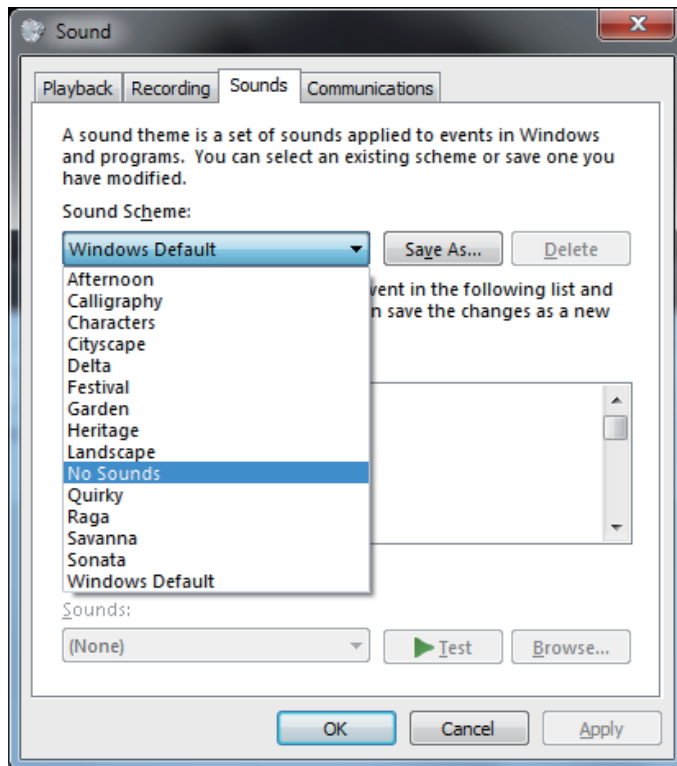 Sound
Playback Recording Sounds Communications
A sound theme is a set of sounds applied to events in Windows
and programs. You can select an existing scheme or save one you
have modified.
Sound Scheme:
Windows Default Save As... Delete
Afternoon
vent in the following list and
Calligraphy
n save the changes as a new
Characters
Cityscape
Delta
Festival
Garden
Heritage
Landscape
No Sounds
Quirky
Raga
Savanna
Sonata
Windows Default
Sounds:
(None) Test Browse...
OK Cancel Apply